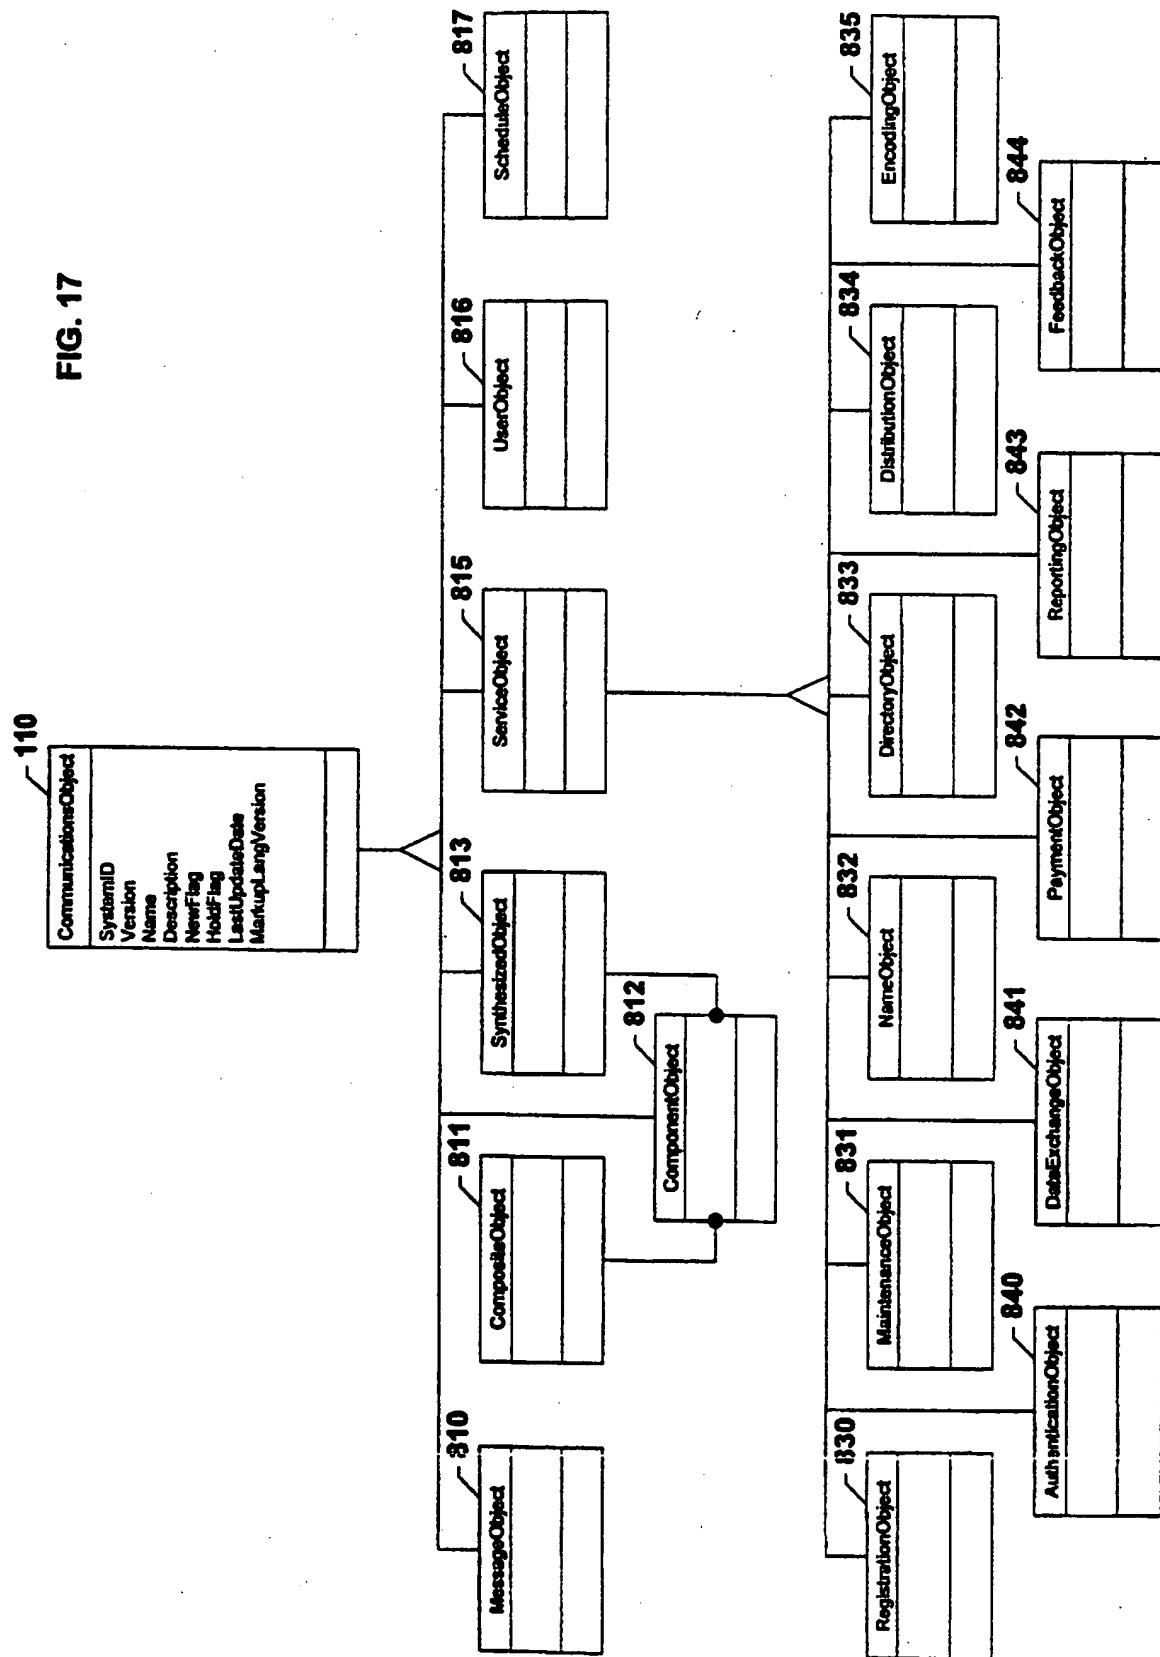 FIG. 17
110
CommunicationsObject
SystemID
Version
Name
Description
NewFlag
HoldFlag
LastUpdateDate
MarkupLangVersion
810
MessageObject
811
CompositeObject
812
ComponentObject
813
SynthesizedObject
815
ServiceObject
816
UserObject
817
ScheduleObject
830
RegistrationObject
831
MaintenanceObject
832
NameObject
833
DirectoryObject
834
DistributionObject
835
EncodingObject
840
AuthenticationObject
841
DataExchangeObject
842
PaymentObject
843
ReportingObject
844
FeedbackObject